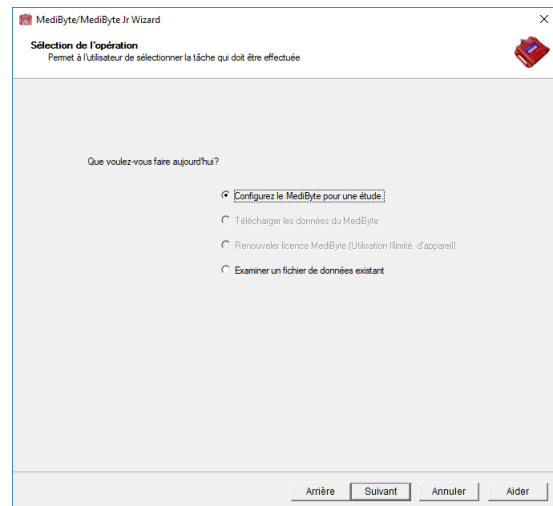 MediByte/MediByte Jr Wizard
Sélection de l'opération
Permet à l'utilisateur de sélectionner la tâche qui doit être effectuée
Que voulez-vous faire aujourd'hui?
Configurez le MediByte pour une étude.
Télécharger les données du MediByte
Renouveler licence MediByte (Utilisation Illimité d'appareil)
Examiner un fichier de données existant
Arrière Suivant Annuler Aider